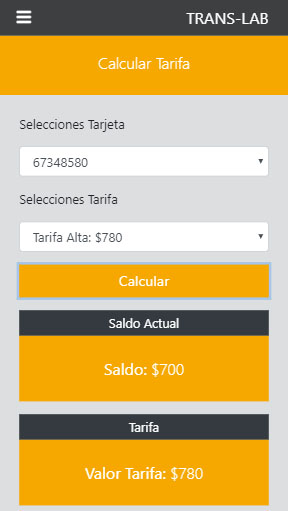 TRANS-LAB
Calcular Tarifa
Selecciones Tarjeta
67348580
Selecciones Tarifa
Tarifa Alta: $780
Calcular
Saldo Actual
Saldo: $700
Tarifa
Valor Tarifa: $780